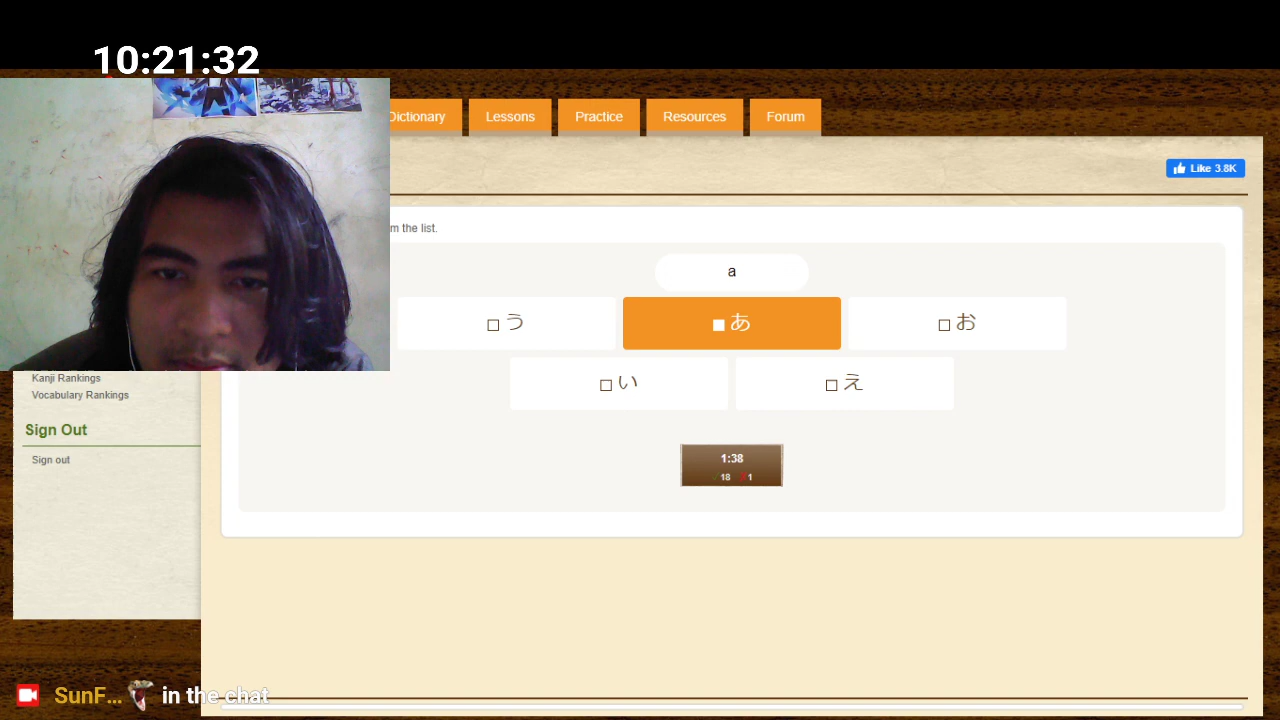 10:21:32
Dictionary Lessons Practice Resources Forum
Like 3.8K
the list.
a
う あ お
い え
1:38
18 1
Kanji Rankings
Vocabulary Rankings
Sign Out
Sign out
SunF... in the chat